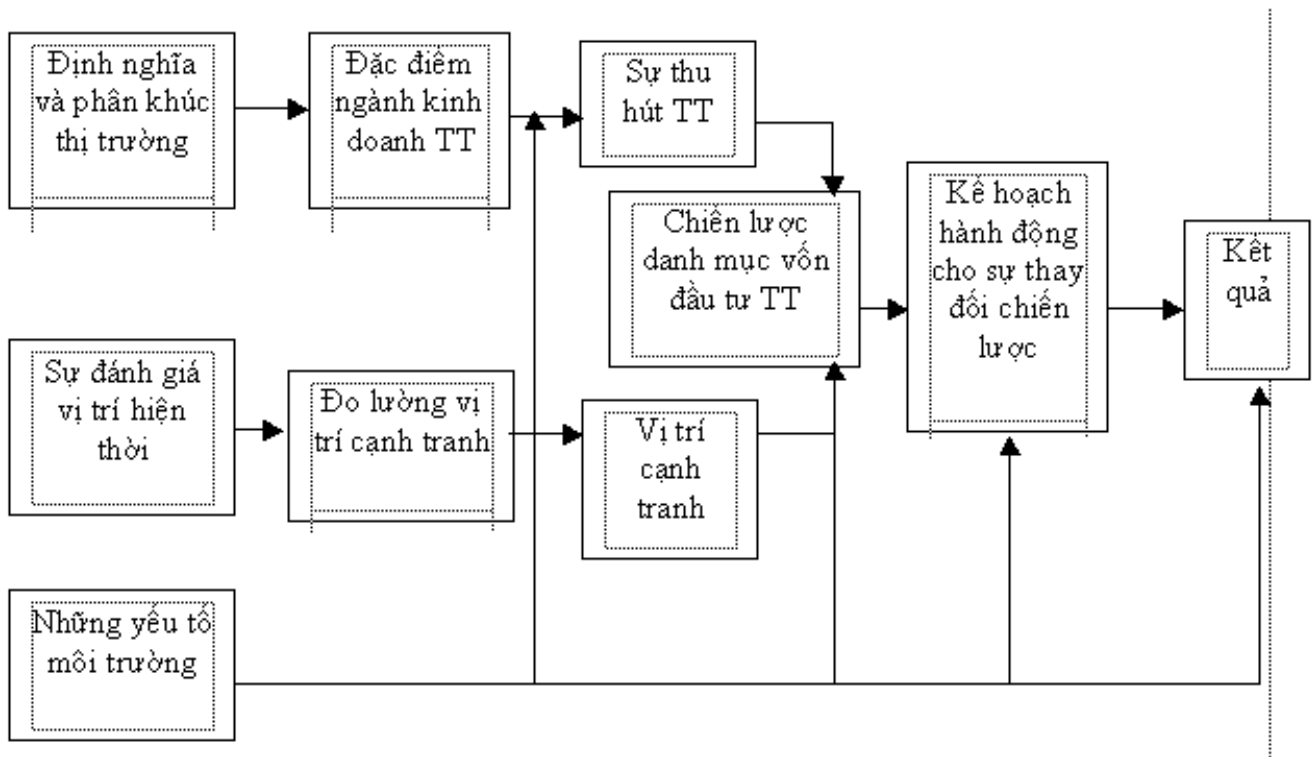 Định nghĩa
và phân khúc
thị trường
Đặc điểm
ngành kinh
doanh TT
Sự thu
hút TT
Chiến lược
danh mục vốn
đầu tư TT
Kế hoạch
hành động
cho sự thay
đổi chiến
lược
Kết
quả
Sự đánh giá
vị trí hiện
thời
Đo lường vị
trí cạnh tranh
Vị trí
cạnh
tranh
Những yếu tố
môi trường